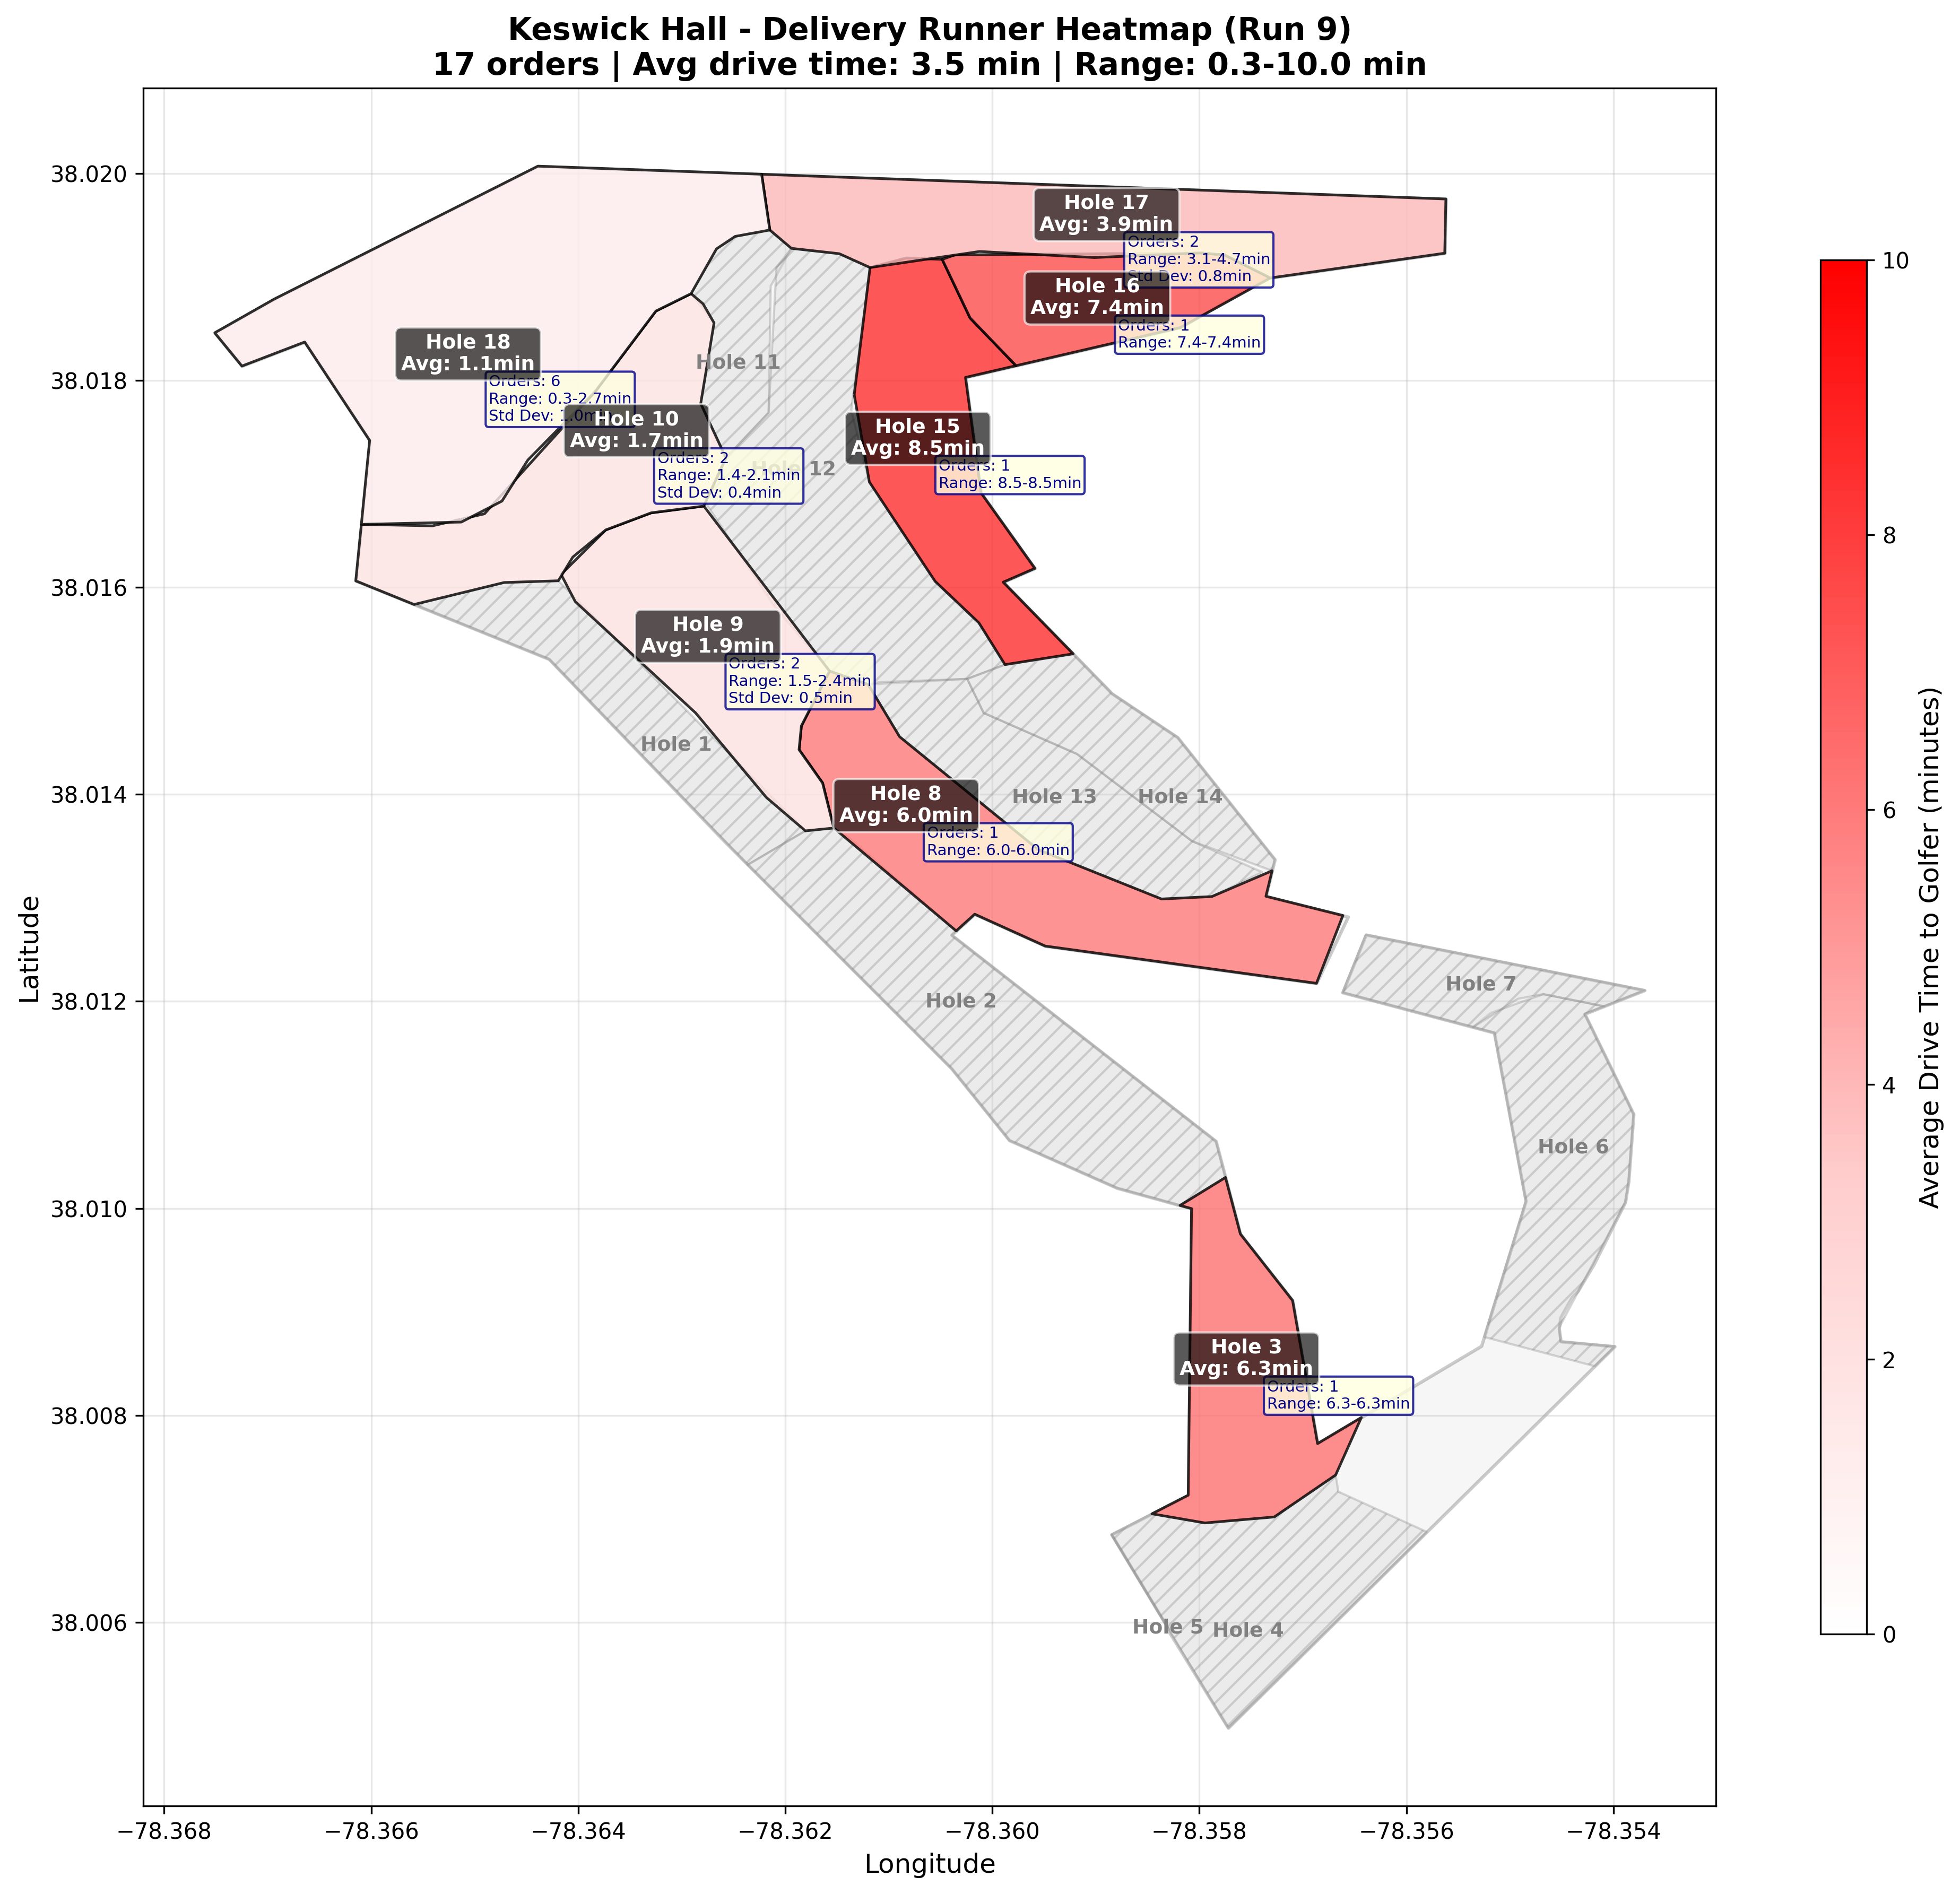 Keswick Hall - Delivery Runner Heatmap (Run 9)
17 orders | Avg drive time: 3.5 min | Range: 0.3-10.0 min
38.020
38.018
38.016
38.014
38.012
38.010
38.008
38.006
Latitude
Hole 17
Avg: 3.9min
Orders: 2
Range: 3.1-4.7min
Std Dev: 0.8min
Hole 16
Avg: 7.4min
Orders: 1
Range: 7.4-7.4min
Hole 18
Avg: 1.1min
Orders: 6
Range: 0.3-2.7min
Std Dev: 1.0min
Hole 11
Hole 10
Avg: 1.7min
Orders: 2
Range: 1.4-2.1min
Std Dev: 0.4min
Hole 12
Hole 15
Avg: 8.5min
Orders: 1
Range: 8.5-8.5min
Hole 9
Avg: 1.9min
Orders: 2
Range: 1.5-2.4min
Std Dev: 0.5min
Hole 1
Hole 8
Avg: 6.0min
Orders: 1
Range: 6.0-6.0min
Hole 13
Hole 14
Hole 2
Hole 7
Hole 6
Hole 3
Avg: 6.3min
Orders: 1
Range: 6.3-6.3min
Hole 5
Hole 4
−78.368
−78.366
−78.364
−78.362
−78.360
−78.358
−78.356
−78.354
Longitude
10
8
6
4
2
0
Average Drive Time to Golfer (minutes)